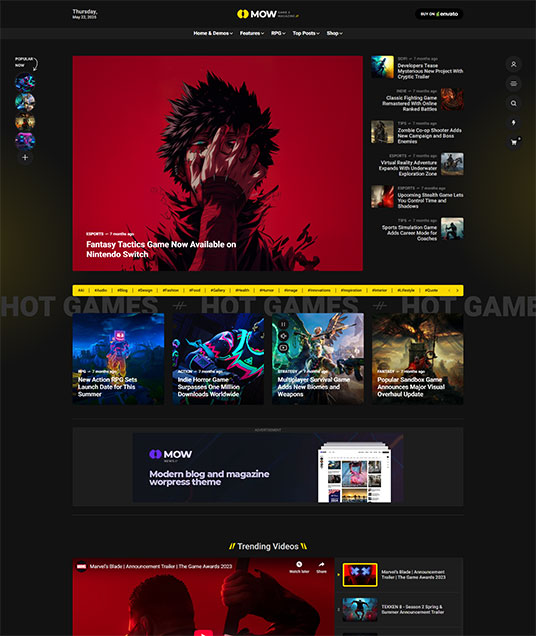 Thursday,
May 22, 2025
MOW
GAME &
MAGAZINE
BUY ON envato
Home & Demos
Features
RPG
Top Posts
Shop
POPULAR
NOW
ESPORTS — 7 months ago
Fantasy Tactics Game Now Available on
Nintendo Switch
SCIFI — 7 months ago
Developers Tease
Mysterious New Project With
Cryptic Trailer
INDIE — 7 months ago
Classic Fighting Game
Remastered With Online
Ranked Battles
TIPS — 7 months ago
Zombie Co-op Shooter Adds
New Campaign and Boss
Enemies
ESPORTS — 7 months ago
Virtual Reality Adventure
Expands With Underwater
Exploration Zone
ESPORTS — 7 months ago
Upcoming Stealth Game Lets
You Control Time and
Shadows
TIPS — 7 months ago
Sports Simulation Game
Adds Career Mode for
Coaches
#Ai #Audio #Budget #Design #Fashion #Food #Gallery #Health #Humor #Image #Innovations #Inspiration #Interior #Lifestyle #Quote
HOT GAMES // HOT GAMES // HOT GAMES
RPG — 7 months ago
New Action RPG Sets
Launch Date for This
Summer
ACTION — 7 months ago
Indie Horror Game
Surpasses One Million
Downloads Worldwide
STRATEGY — 7 months ago
Multiplayer Survival Game
Adds New Biomes and
Weapons
FANTASY — 7 months ago
Popular Sandbox Game
Announces Major Visual
Overhaul Update
ADVERTISEMENT
MOW
Modern blog and magazine
worpress theme
// Trending Videos \\
Marvel's Blade | Announcement Trailer | The Game Awards 2023
Watch later
Share
Marvel's Blade | Announcement
Trailer | The Game Awards 2023
TEKKEN 8 - Season 2 Spring &
Summer Announcement Trailer